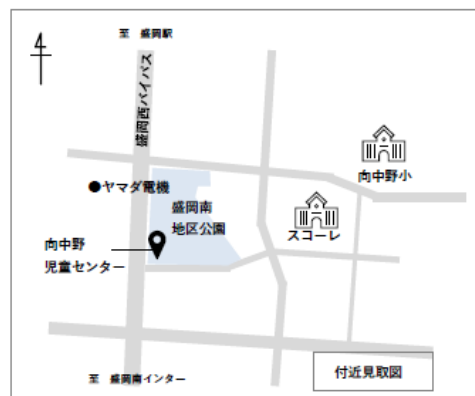 至　盛岡駅
盛岡西バイパス
向中野小
●ヤマダ電機
盛岡南
地区公園
スコーレ
向中野
児童センター
付近見取図
至　盛岡南インター